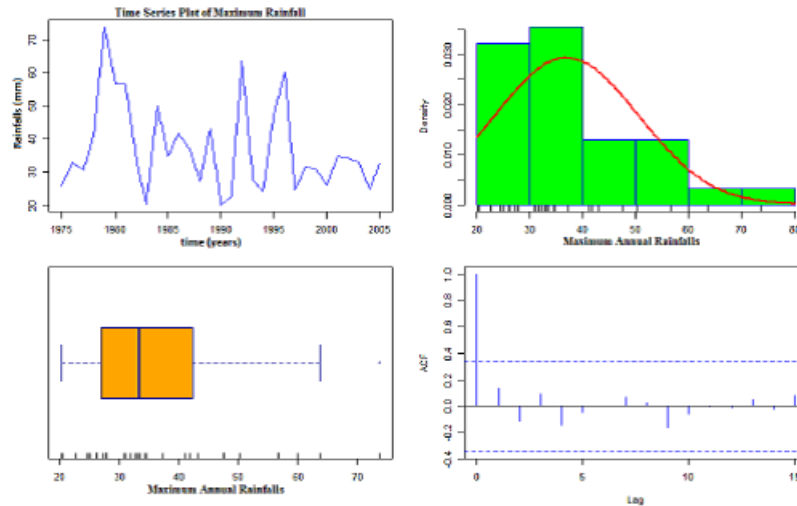 Time Series Plot of Maximum Rainfall
Rainfalls (mm)
70
60
50
40
30
20
1975 1980 1985 1990 1995 2000 2005
time (years)
Density
0.030
0.020
0.010
0.000
20 30 40 50 60 70 80
Maximum Annual Rainfalls
20 30 40 50 60 70
Maximum Annual Rainfalls
ACF
1.0
0.8
0.6
0.4
0.2
0.0
-0.2
-0.4
0 5 10 15
Lag